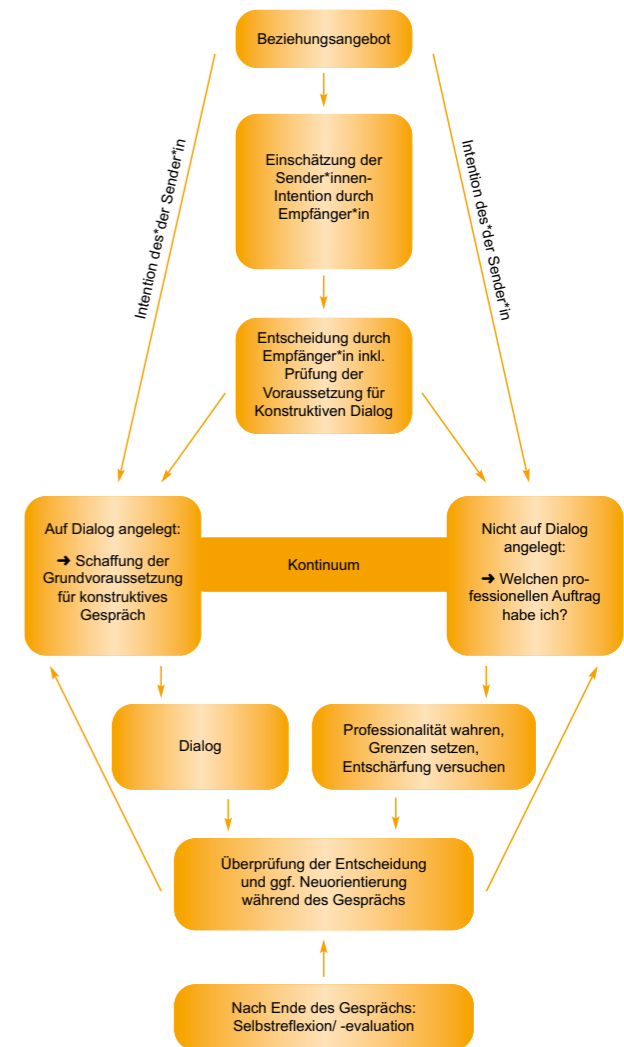 Beziehungsangebot
Intention des*der Sender*in
Intention des*der Sender*in
Einschätzung der
Sender*innen-
Intention durch
Empfänger*in
Entscheidung durch
Empfänger*in inkl.
Prüfung der
Voraussetzung für
Konstruktiven Dialog
Auf Dialog angelegt:
➔ Schaffung der
Grundvoraussetzung
für konstruktives
Gespräch
Kontinuum
Nicht auf Dialog
angelegt:
➔ Welchen pro-
fessionellen Auftrag
habe ich?
Dialog
Professionalität wahren,
Grenzen setzen,
Entschärfung versuchen
Überprüfung der Entscheidung
und ggf. Neuorientierung
während des Gesprächs
Nach Ende des Gesprächs:
Selbstreflexion/ -evaluation